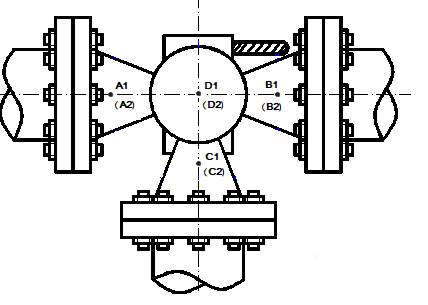 A1
(A2)
D1
(D2)
B1
(B2)
C1
(C2)